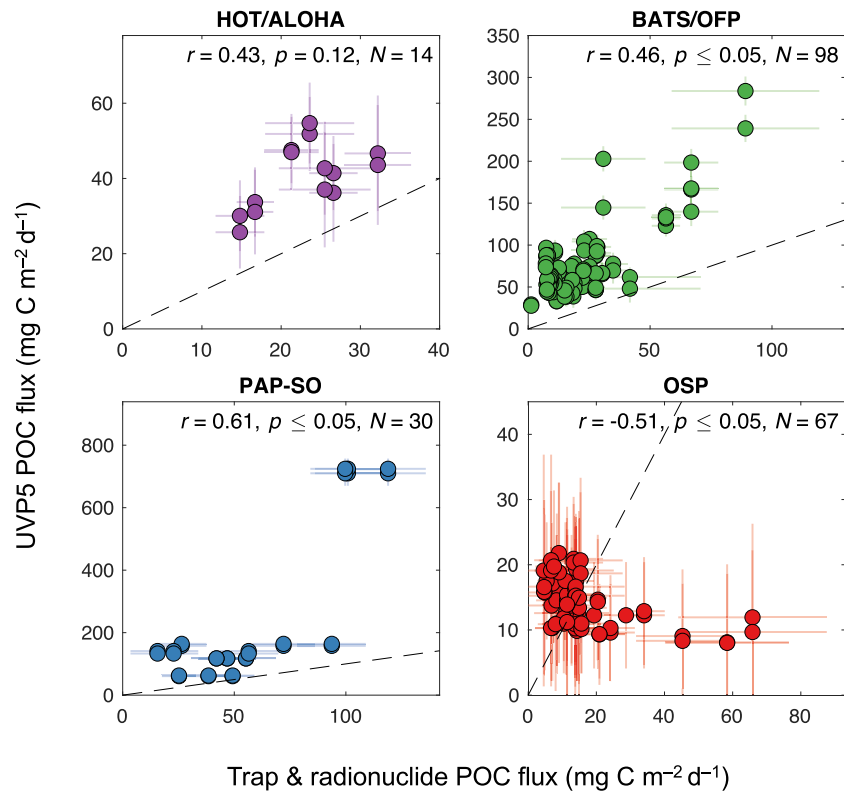 HOT/ALOHA
r = 0.43, p = 0.12, N = 14
60
40
20
0
0 10 20 30 40
BATS/OFP
r = 0.46, p ≤ 0.05, N = 98
350
300
250
200
150
100
50
0
0 50 100
PAP-SO
r = 0.61, p ≤ 0.05, N = 30
800
600
400
200
0
0 50 100
OSP
r = -0.51, p ≤ 0.05, N = 67
40
30
20
10
0
0 20 40 60 80
UVP5 POC flux (mg C m⁻² d⁻¹)
Trap & radionuclide POC flux (mg C m⁻² d⁻¹)